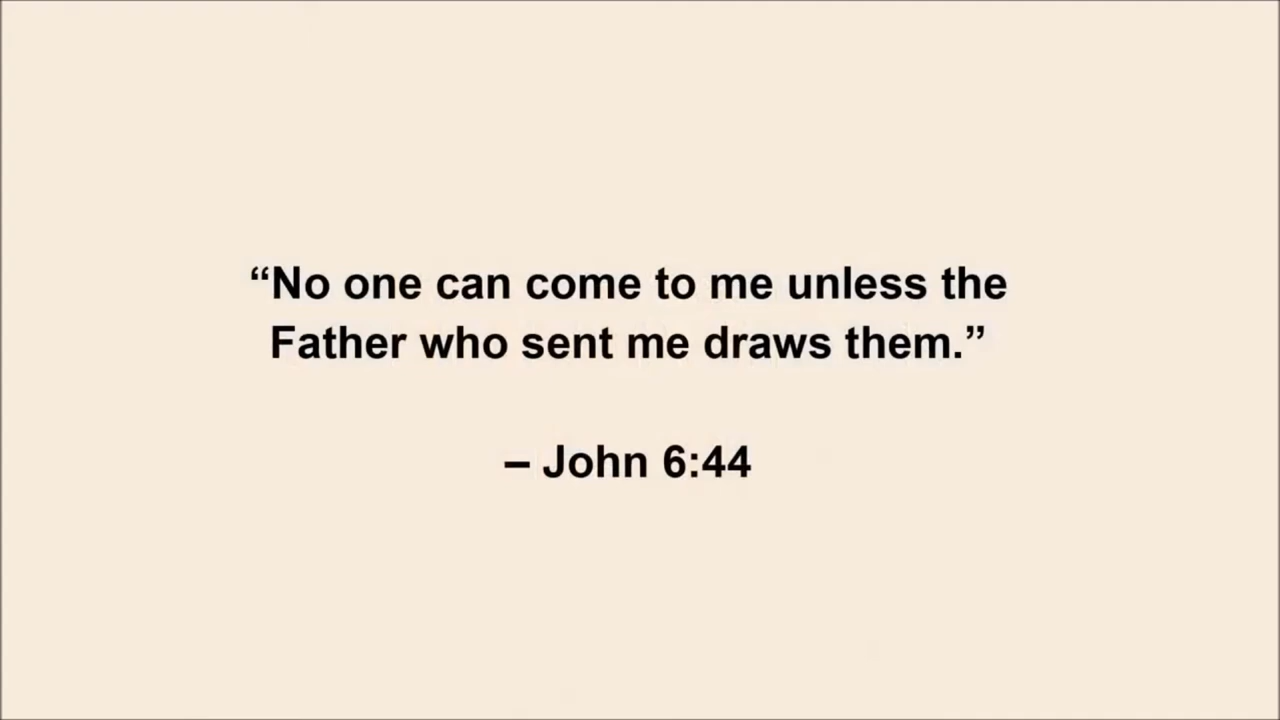 “No one can come to me unless the
Father who sent me draws them.”
– John 6:44